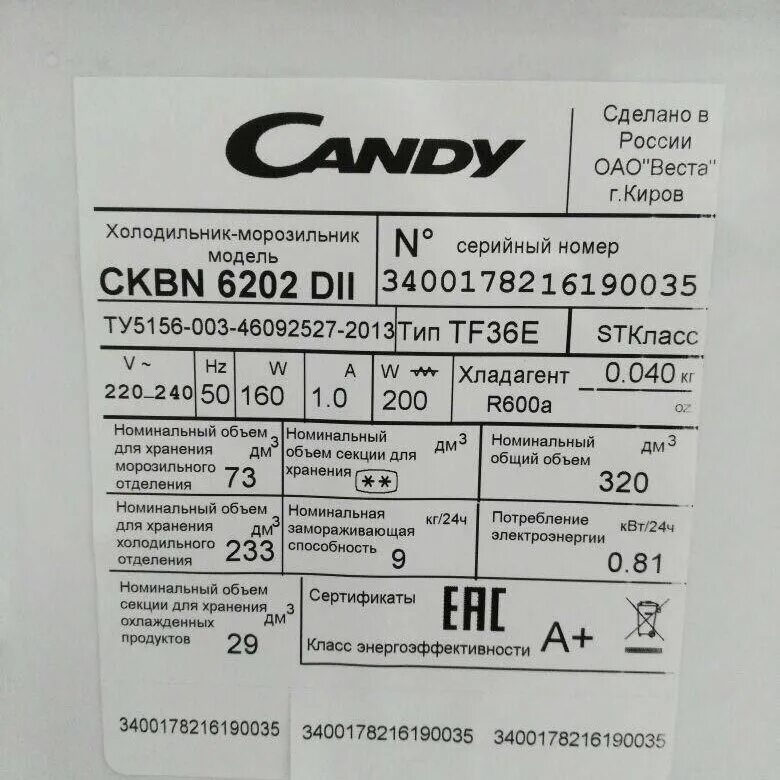 CANDY
Сделано в
России
ОАО"Веста"
г.Киров
Холодильник-морозильник
модель
CKBN 6202 DII
N° серийный номер
3400178216190035
ТУ5156-003-46092527-2013
Тип TF36E
STКласс
V ~
220-240
Hz
50
W
160
A
1.0
W
200
Хладагент 0.040 кг
R600a oz
Номинальный объем
для хранения дм3
морозильного
отделения 73
Номинальный
объем секции для дм3
хранения **
Номинальный дм3
общий объем
320
Номинальный объем
для хранения дм3
холодильного
отделения 233
Номинальная кг/24ч
замораживающая
способность 9
Потребление кВт/24ч
электроэнергии
0.81
Номинальный объем
секции для хранения дм3
охлажденных
продуктов 29
Сертификаты EAC
Класс энергоэффективности A+
3400178216190035 3400178216190035 3400178216190035